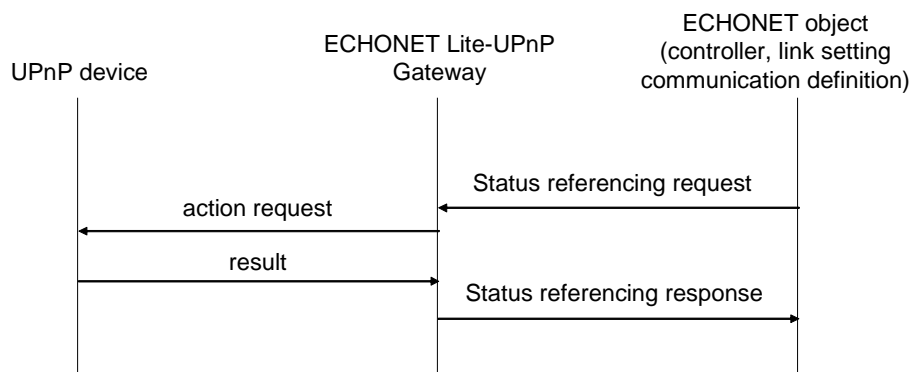 UPnP device
ECHONET Lite-UPnP
Gateway
ECHONET object
(controller, link setting
communication definition)
Status referencing request
action request
result
Status referencing response